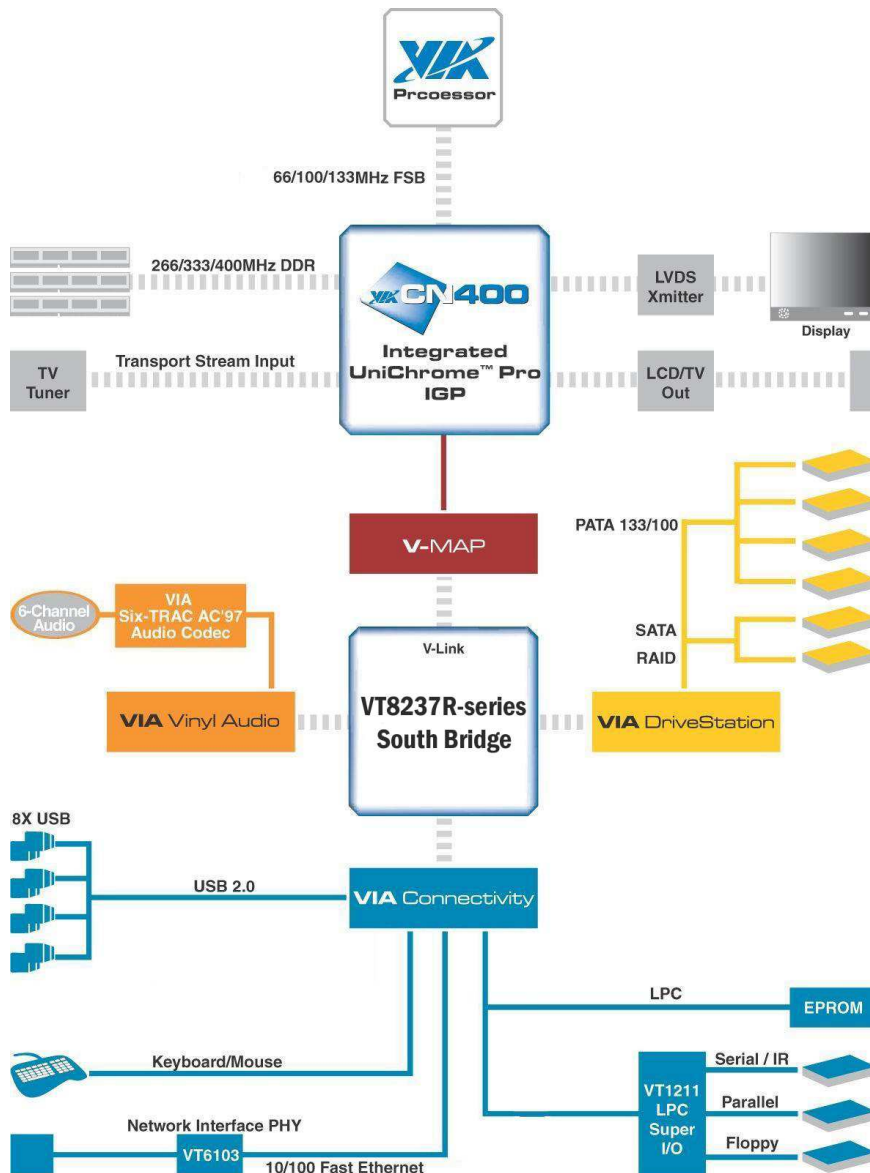 VIA
Prcoessor
66/100/133MHz FSB
266/333/400MHz DDR
VIA CN400
Integrated
UniChrome™ Pro
IGP
LVDS
Xmitter
Display
TV
Tuner
Transport Stream Input
LCD/TV
Out
V-MAP
PATA 133/100
SATA
RAID
6-Channel
Audio
VIA
Six-TRAC AC'97
Audio Codec
VIA Vinyl Audio
V-Link
VT8237R-series
South Bridge
VIA DriveStation
8X USB
USB 2.0
VIA Connectivity
LPC
EPROM
Keyboard/Mouse
VT1211
LPC
Super
I/O
Serial / IR
Parallel
Floppy
Network Interface PHY
VT6103
10/100 Fast Ethernet